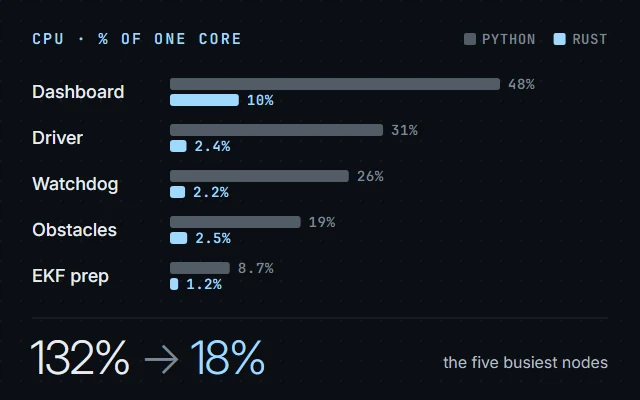 CPU · % OF ONE CORE PYTHON RUST
Dashboard 48%
10%
Driver 31%
2.4%
Watchdog 26%
2.2%
Obstacles 19%
2.5%
EKF prep 8.7%
1.2%
132% → 18% the five busiest nodes